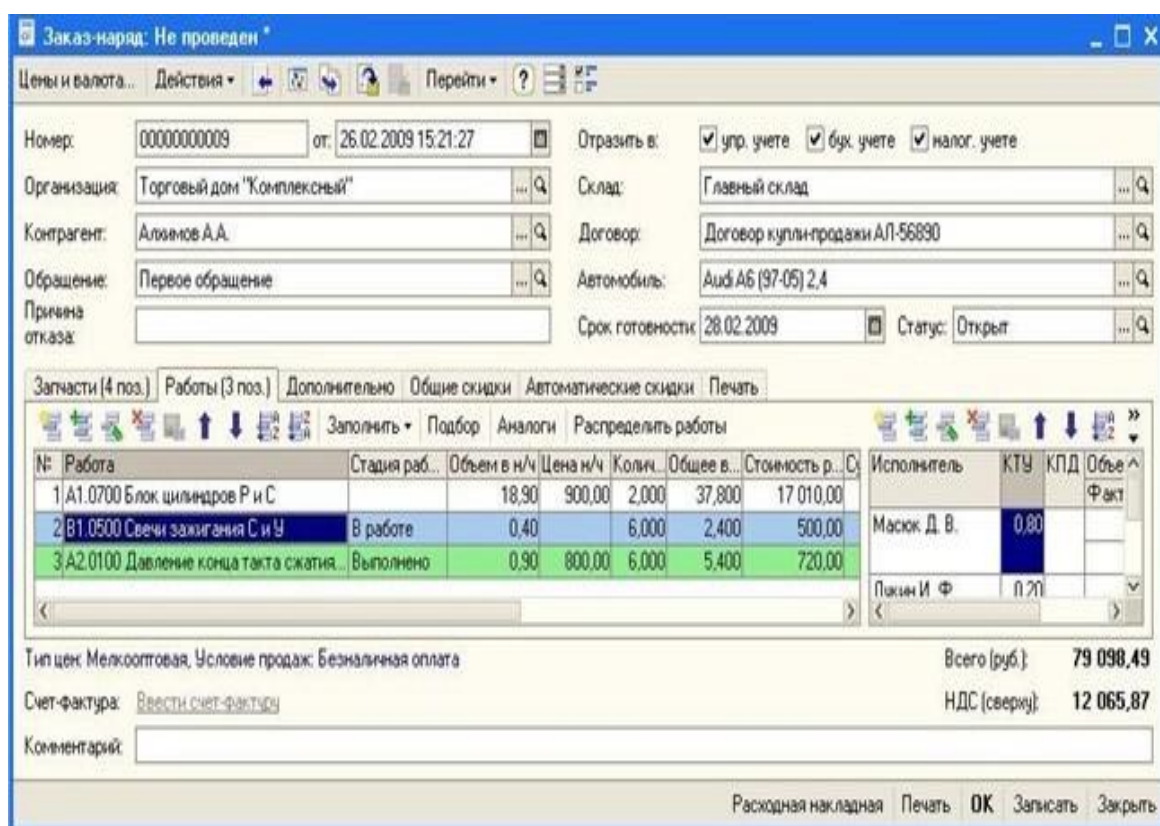 Заказ-наряд: Не проведен *
Цены и валюта... Действия Перейти ?
Номер: 00000000009 от: 26.02.2009 15:21:27 Отразить в: упр. учете бух. учете налог. учете
Организация: Торговый дом "Комплексный" ... Склад: Главный склад ...
Контрагент: Алхимов А.А. ... Договор: Договор купли-продажи АЛ-56890 ...
Обращение: Первое обращение ... Автомобиль: Audi A6 (97-05) 2,4 ...
Причина отказа: Срок готовности: 28.02.2009 Статус: Открыт ...
Запчасти (4 поз.) Работы (3 поз.) Дополнительно Общие скидки Автоматические скидки Печать
Заполнить Подбор Аналоги Распределить работы
№ Работа Стадия раб... Объем в н/ч Цена н/ч Колич... Общее в... Стоимость р... Исполнитель КТУ КПД Объе
Факт
1 A1.0700 Блок цилиндров Р и С 18,90 900,00 2,000 37,800 17 010,00
2 B1.0500 Свечи зажигания С и У В работе 0,40 6,000 2,400 500,00 Масюк Д. В. 0,80
3 A2.0100 Давление конца такта сжатия... Выполнено 0,90 800,00 6,000 5,400 720,00
И. Ф 0,20
Тип цен: Мелкооптовая, Условие продаж: Безналичная оплата Всего (руб.): 79 098,49
Счет-фактура: Ввести счет-фактуру НДС (сверху): 12 065,87
Комментарий:
Расходная накладная Печать OK Записать Закрыть